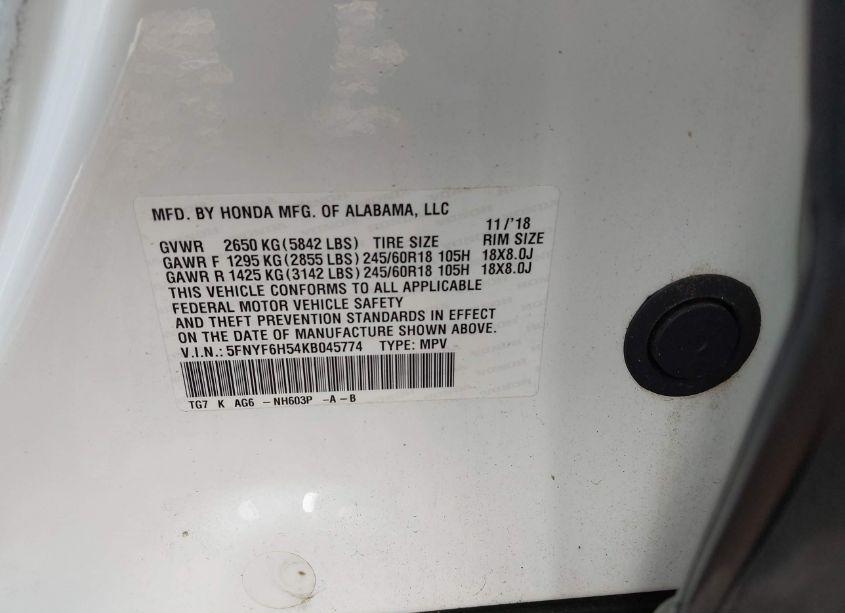 MFD. BY HONDA MFG. OF ALABAMA, LLC
11/'18
GVWR 2650 KG(5842 LBS) TIRE SIZE RIM SIZE
GAWR F 1295 KG(2855 LBS) 245/60R18 105H 18X8.0J
GAWR R 1425 KG(3142 LBS) 245/60R18 105H 18X8.0J
THIS VEHICLE CONFORMS TO ALL APPLICABLE
FEDERAL MOTOR VEHICLE SAFETY
AND THEFT PREVENTION STANDARDS IN EFFECT
ON THE DATE OF MANUFACTURE SHOWN ABOVE.
V.I.N.: 5FNYF6H54KB045774 TYPE: MPV
TG7 K AG6 -NH603P -A-B